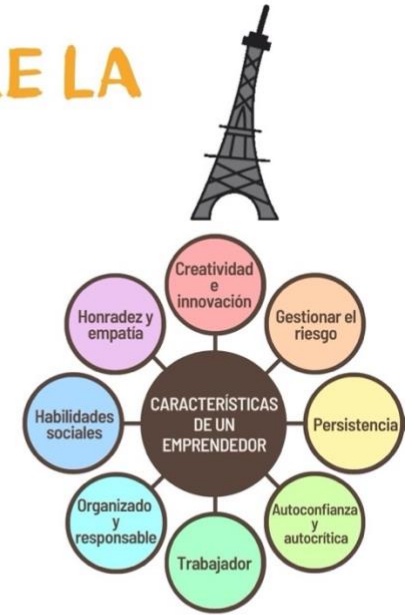 E LA
Creatividad
e
innovación
Gestionar el
riesgo
Persistencia
Autoconfianza
y
autocrítica
Trabajador
Organizado
y
responsable
Habilidades
sociales
Honradez y
empatía
CARACTERÍSTICAS
DE UN
EMPRENDEDOR